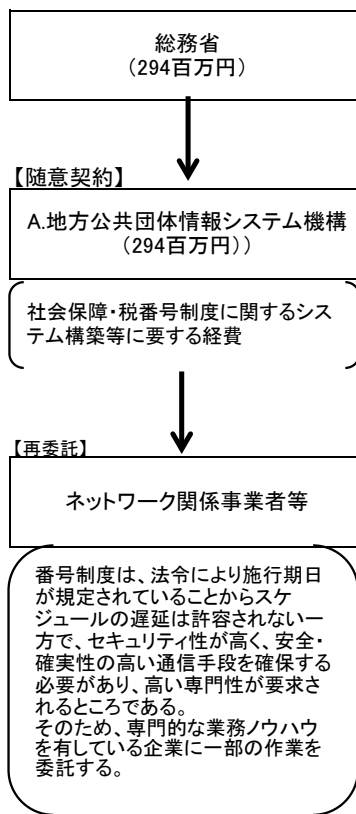 総務省
(294百万円)
【随意契約】
A.地方公共団体情報システム機構
(294百万円))
社会保障・税番号制度に関するシス
テム構築等に要する経費
【再委託】
ネットワーク関係事業者等
番号制度は、法令により施行期日
が規定されていることからスケ
ジュールの遅延は許容されない一
方で、セキュリティ性が高く、安全・
確実性の高い通信手段を確保する
必要があり、高い専門性が要求さ
れるところである。
そのため、専門的な業務ノウハウ
を有している企業に一部の作業を
委託する。